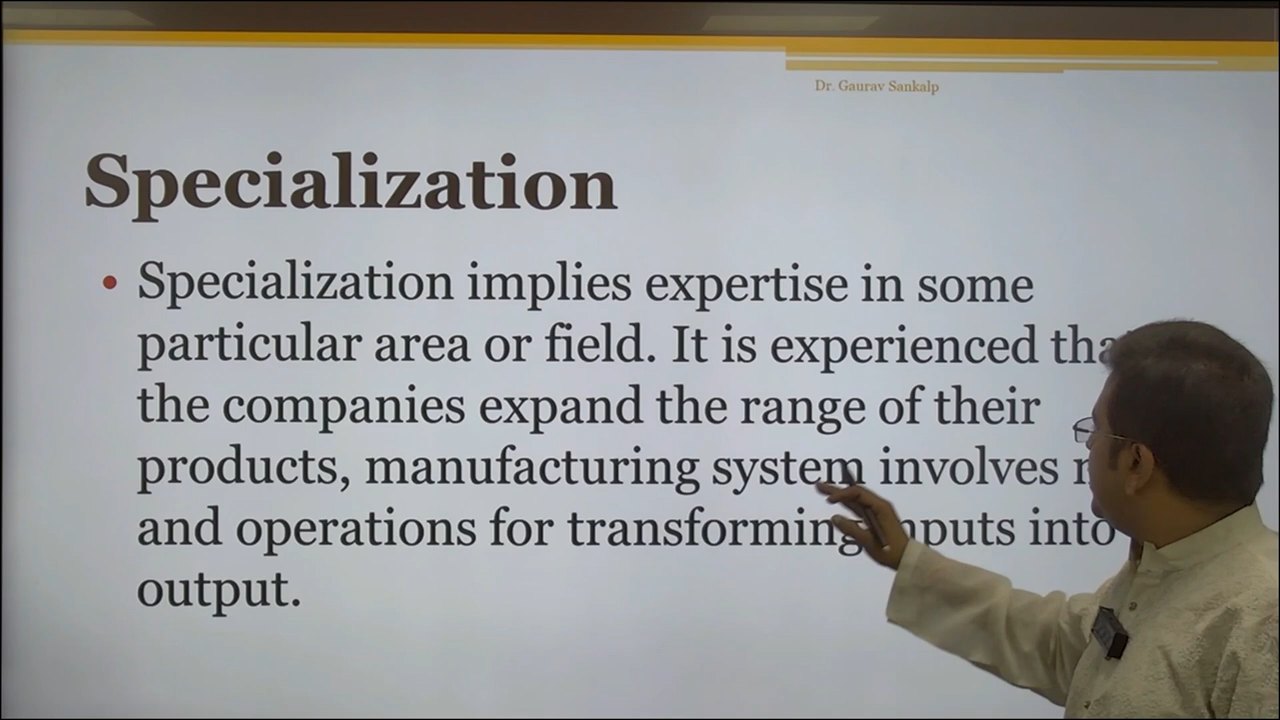 Dr. Gaurav Sankalp
Specialization
• Specialization implies expertise in some
particular area or field. It is experienced
the companies expand the range of their
products, manufacturing system involves
and operations for transforming into
output.